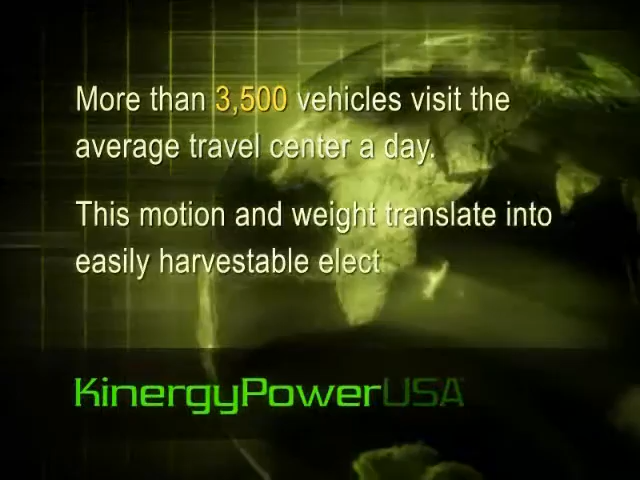 More than 3,500 vehicles visit the
average travel center a day.
This motion and weight translate into
easily harvestable elect
KinergyPowerUSA